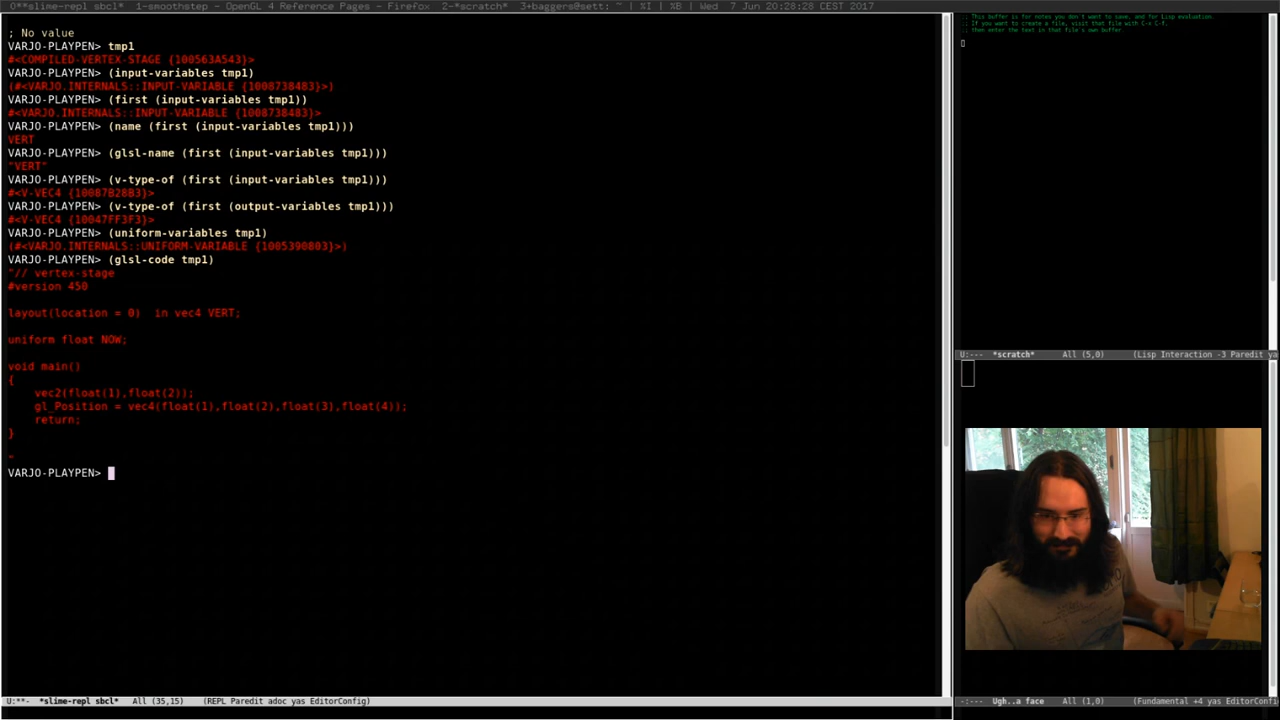 0**slime-repl sbcl*  1-smoothstep - OpenGL 4 Reference Pages - Firefox  2-*scratch*  3+baggers@sett: ~ | %I | %B | Wed  7 Jun 20:28:28 CEST 2017
; No value
VARJO-PLAYPEN> tmp1
#<COMPILED-VERTEX-STAGE {100563A543}>
VARJO-PLAYPEN> (input-variables tmp1)
(#<VARJO.INTERNALS::INPUT-VARIABLE {1008738483}>)
VARJO-PLAYPEN> (first (input-variables tmp1))
#<VARJO.INTERNALS::INPUT-VARIABLE {1008738483}>
VARJO-PLAYPEN> (name (first (input-variables tmp1)))
VERT
VARJO-PLAYPEN> (glsl-name (first (input-variables tmp1)))
"VERT"
VARJO-PLAYPEN> (v-type-of (first (input-variables tmp1)))
#<V-VEC4 {10087B28B3}>
VARJO-PLAYPEN> (v-type-of (first (output-variables tmp1)))
#<V-VEC4 {10047FF3F3}>
VARJO-PLAYPEN> (uniform-variables tmp1)
(#<VARJO.INTERNALS::UNIFORM-VARIABLE {1005390803}>)
VARJO-PLAYPEN> (glsl-code tmp1)
"// vertex-stage
#version 450
layout(location = 0)  in vec4 VERT;
uniform float NOW;
void main()
{
    vec2(float(1),float(2));
    gl_Position = vec4(float(1),float(2),float(3),float(4));
    return;
}
"
VARJO-PLAYPEN>
U:**-  *slime-repl sbcl*   All (35,15)    (REPL Paredit adoc yas EditorConfig)
;; This buffer is for notes you don't want to save, and for Lisp evaluation.
;; If you want to create a file, visit that file with C-x C-f,
;; then enter the text in that file's own buffer.
U:---  *scratch*      All (5,0)      (Lisp Interaction -3 Paredit ya
-:---  Ugh..a face    All (1,0)      (Fundamental +4 yas EditorConfi